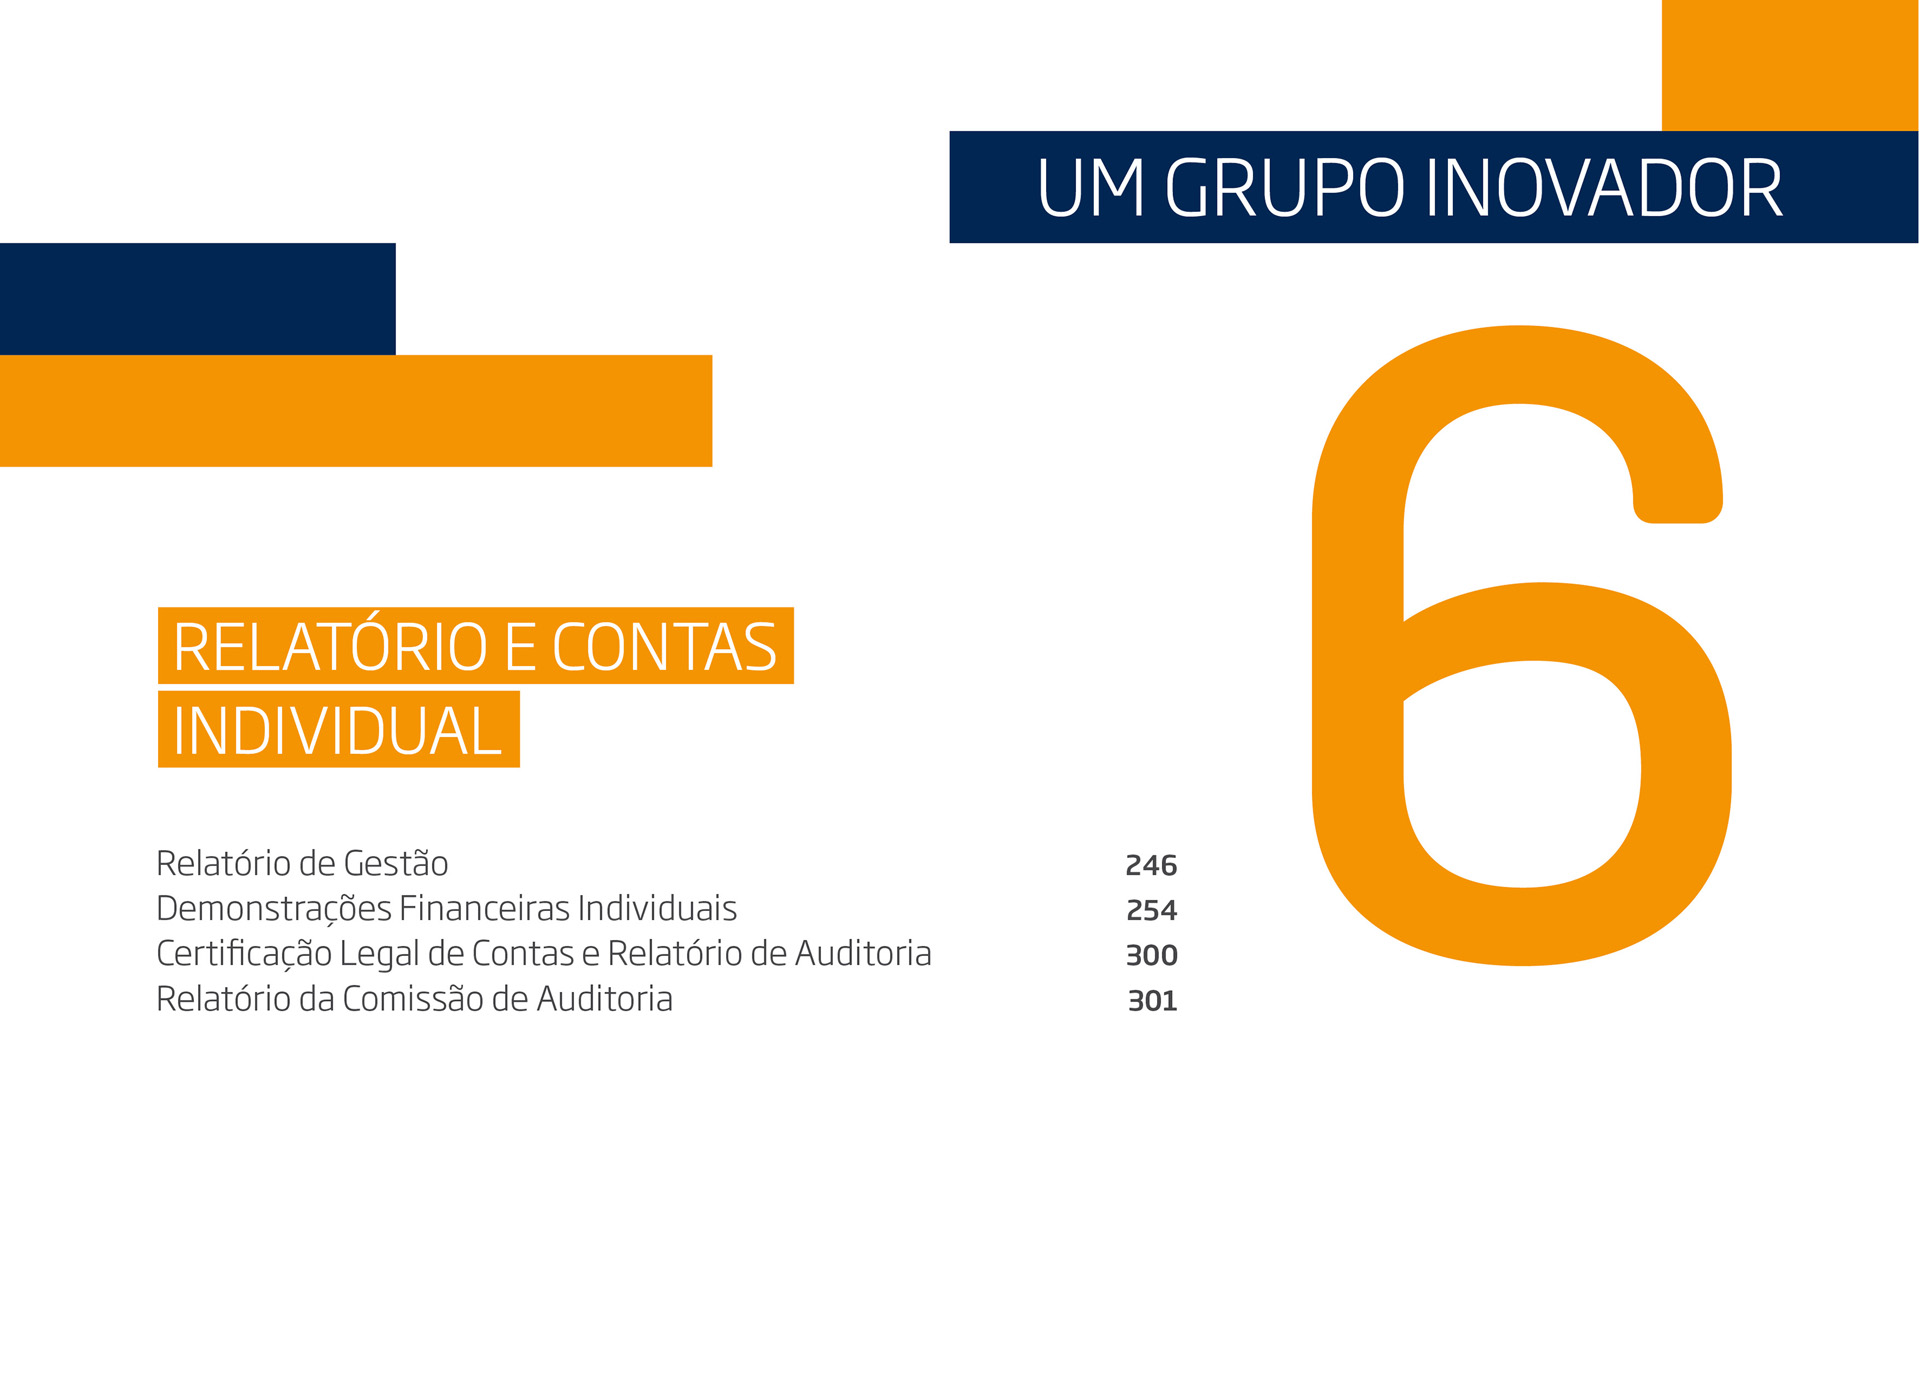 UM GRUPO INOVADOR
6
RELATÓRIO E CONTAS
INDIVIDUAL
Relatório de Gestão 246
Demonstrações Financeiras Individuais 254
Certificação Legal de Contas e Relatório de Auditoria 300
Relatório da Comissão de Auditoria 301